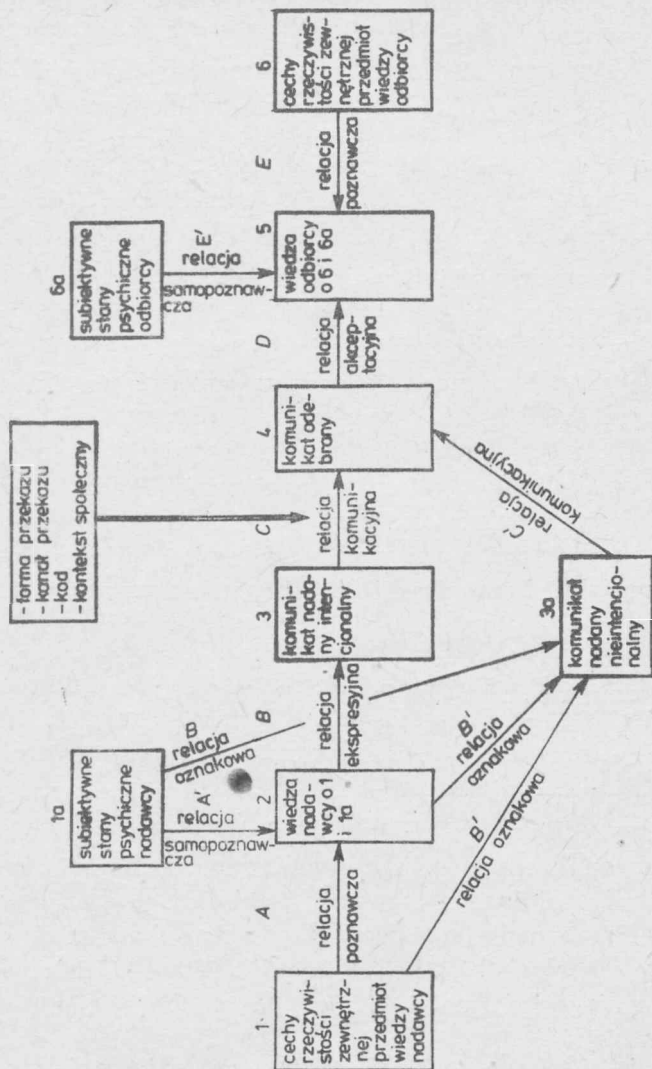 1
cechy
rzeczywi-
stości
zewnętrz-
nej
przedmiot
wiedzy
nadawcy
A
relacja
poznawcza
1a
subiektywne
stany
psychiczne
nadawcy
A'
relacja
samopoznaw-
cza
2
wiedza
nada-
wcy o 1
i 1a
B
relacja
oznakowa
B
relacja
ekspresyjna
B'
relacja
oznakowa
B'
relacja oznakowa
3
komuni-
kat nada-
ny inten-
cjonalny
3a
komunikat
nadany
nieintencjo-
nalny
- forma przekazu
- kanał przekazu
- kod
- kontekst społeczny
C
relacja
komuni-
kacyjna
C'
relacja
komunikacyjna
4
komuni-
kat ode-
brany
D
relacja
akcep-
tacyjna
6a
subiektywne
stany
psychiczne
odbiorcy
E'
relacja
samopoznaw-
cza
5
wiedza
odbiorcy
o 6 i 6a
E
relacja
poznawcza
6
cechy
rzeczywis-
tości zew-
nętrznej
przedmiot
wiedzy
odbiorcy